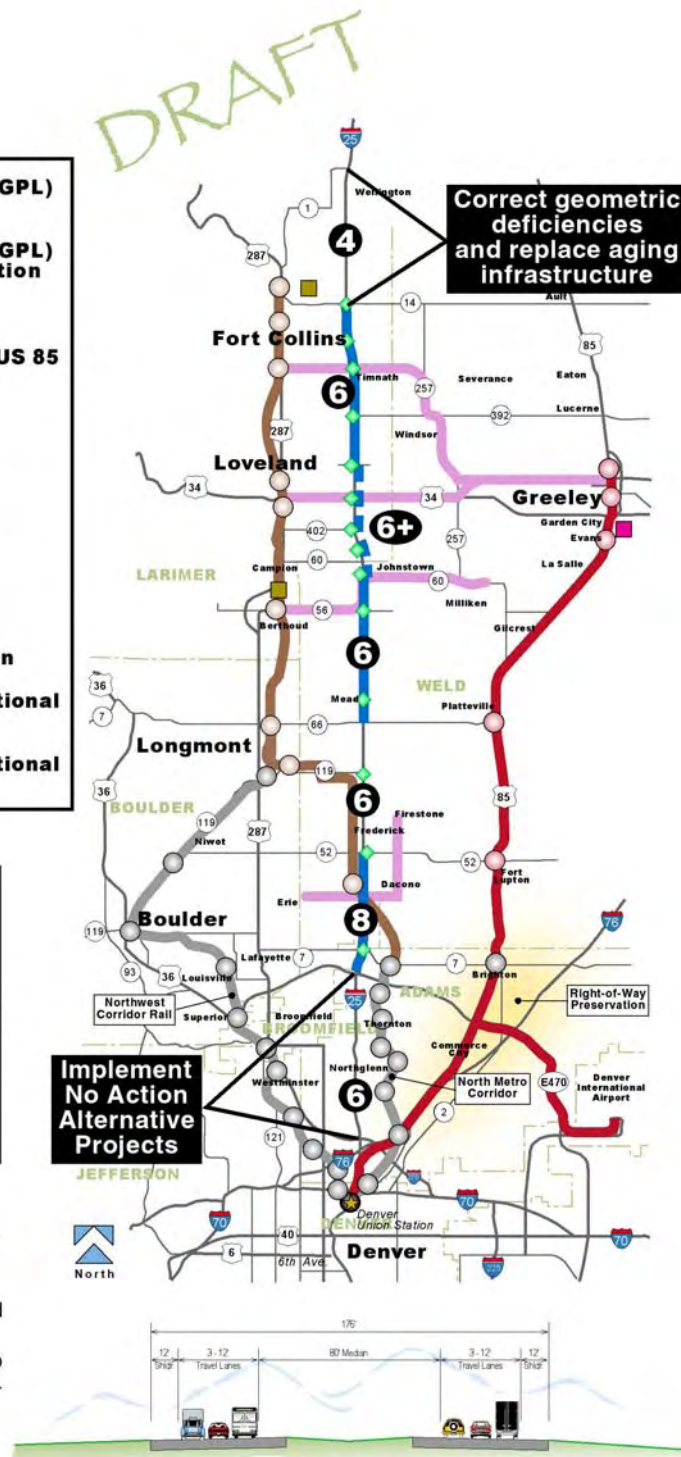 DRAFT
GPL)
GPL)
tion
US 85
n
tional
tional
25
Wellington
Correct geometric
deficiencies
and replace aging
infrastructure
1
4
287
14
Ault
85
Fort Collins
Timnath
257
Severance
Eaton
6
392
Lucerne
287
Windsor
Loveland
34
34
Greeley
6+
Garden City
402
257
Evans
60
La Salle
LARIMER
Campion
Johnstown
60
Milliken
56
Berthoud
Gilcrest
6
36
WELD
Mead
7
66
Platteville
Longmont
119
85
36
6
Firestone
BOULDER
119
287
Frederick
Niwot
52
52
Fort
Lupton
Dacono
Erie
Boulder
8
76
119
Lafayette
7
7
Brighton
93
36
Louisville
25
ADAMS
Right-of-Way
Preservation
Northwest
Corridor Rail
Superior
Broomfield
BROOMFIELD
Thornton
Commerce
City
Implement
No Action
Alternative
Projects
Westminster
Northglenn
North Metro
Corridor
E470
Denver
International
Airport
6
2
121
76
JEFFERSON
70
70
Denver
Union Station
DENVER
40
70
6
Denver
225
6th Ave.
North
176'
12'
3 - 12'
80' Median
3 - 12'
12'
Shldr
Travel Lanes
Travel Lanes
Shldr